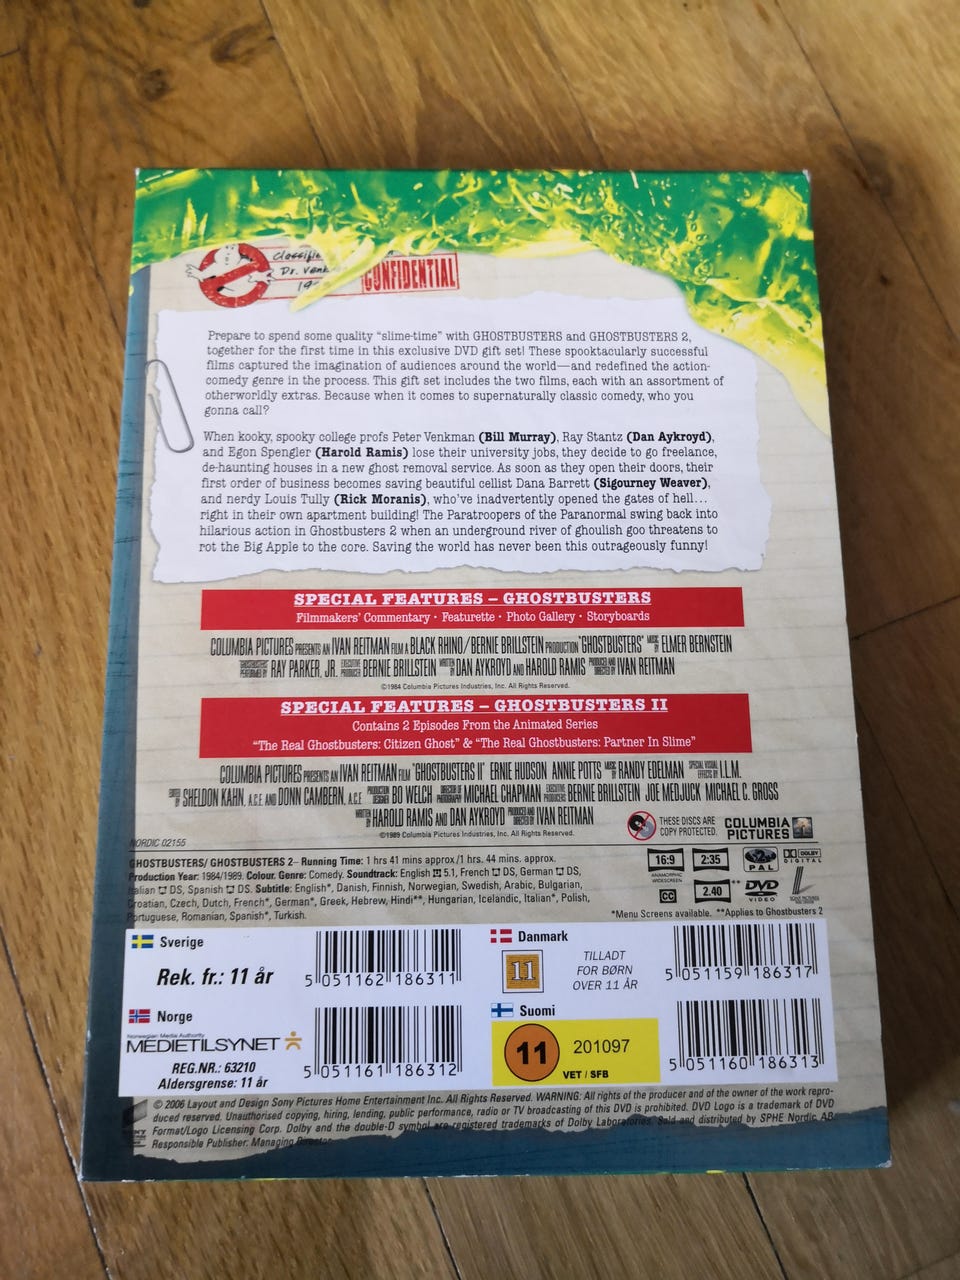 Classifie
Dr. Venk
CONFIDENTIAL
Prepare to spend some quality “slime-time” with GHOSTBUSTERS and GHOSTBUSTERS 2,
together for the first time in this exclusive DVD gift set! These spooktacularly successful
films captured the imagination of audiences around the world—and redefined the action-
comedy genre in the process. This gift set includes the two films, each with an assortment of
otherworldly extras. Because when it comes to supernaturally classic comedy, who you
gonna call?
When kooky, spooky college profs Peter Venkman (Bill Murray), Ray Stantz (Dan Aykroyd),
and Egon Spengler (Harold Ramis) lose their university jobs, they decide to go freelance,
de-haunting houses in a new ghost removal service. As soon as they open their doors, their
first order of business becomes saving beautiful cellist Dana Barrett (Sigourney Weaver),
and nerdy Louis Tully (Rick Moranis), who’ve inadvertently opened the gates of hell...
right in their own apartment building! The Paratroopers of the Paranormal swing back into
hilarious action in Ghostbusters 2 when an underground river of ghoulish goo threatens to
rot the Big Apple to the core. Saving the world has never been this outrageously funny!
SPECIAL FEATURES – GHOSTBUSTERS
Filmmakers’ Commentary · Featurette · Photo Gallery · Storyboards
COLUMBIA PICTURES PRESENTS AN IVAN REITMAN FILM A BLACK RHINO/BERNIE BRILLSTEIN PRODUCTION "GHOSTBUSTERS" MUSIC BY ELMER BERNSTEIN
"GHOSTBUSTERS" PERFORMED BY RAY PARKER, JR. EXECUTIVE PRODUCER BERNIE BRILLSTEIN WRITTEN BY DAN AYKROYD AND HAROLD RAMIS PRODUCED AND DIRECTED BY IVAN REITMAN
©1984 Columbia Pictures Industries, Inc. All Rights Reserved.
SPECIAL FEATURES – GHOSTBUSTERS II
Contains 2 Episodes From the Animated Series
“The Real Ghostbusters: Citizen Ghost” & “The Real Ghostbusters: Partner In Slime”
COLUMBIA PICTURES PRESENTS AN IVAN REITMAN FILM "GHOSTBUSTERS II" ERNIE HUDSON ANNIE POTTS MUSIC BY RANDY EDELMAN SPECIAL VISUAL EFFECTS BY I.L.M.
EDITED BY SHELDON KAHN, A.C.E. AND DONN CAMBERN, A.C.E. PRODUCTION DESIGNER BO WELCH DIRECTOR OF PHOTOGRAPHY MICHAEL CHAPMAN EXECUTIVE PRODUCERS BERNIE BRILLSTEIN JOE MEDJUCK MICHAEL C. GROSS
WRITTEN BY HAROLD RAMIS AND DAN AYKROYD PRODUCED AND DIRECTED BY IVAN REITMAN
©1989 Columbia Pictures Industries, Inc. All Rights Reserved.
THESE DISCS ARE
COPY PROTECTED.
COLUMBIA
PICTURES
NORDIC 02155
GHOSTBUSTERS/ GHOSTBUSTERS 2– Running Time: 1 hrs 41 mins approx/1 hrs. 44 mins. approx.
Production Year: 1984/1989. Colour. Genre: Comedy. Soundtrack: English 5.1, French DS, German DS,
Italian DS, Spanish DS. Subtitle: English*, Danish, Finnish, Norwegian, Swedish, Arabic, Bulgarian,
Croatian, Czech, Dutch, French*, German*, Greek, Hebrew, Hindi**, Hungarian, Icelandic, Italian*, Polish,
Portuguese, Romanian, Spanish*, Turkish.
16:9
ANAMORPHIC
WIDESCREEN
2:35
PAL
DOLBY
DIGITAL
CC
2.40
**
DVD
VIDEO
*Menu Screens available. **Applies to Ghostbusters 2
Sverige
Rek. fr.: 11 år
5 051162 186311
Danmark
11
TILLADT
FOR BØRN
OVER 11 ÅR
5 051159 186317
Norge
Norwegian Media Authority
MEDIETILSYNET
REG.NR.: 63210
Aldersgrense: 11 år
5 051161 186312
Suomi
11
201097
VET / SFB
5 051160 186313
© 2006 Layout and Design Sony Pictures Home Entertainment Inc. All Rights Reserved. WARNING: All rights of the producer and of the owner of the work repro-
duced reserved. Unauthorised copying, hiring, lending, public performance, radio or TV broadcasting of this DVD is prohibited. DVD Logo is a trademark of DVD
Format/Logo Licensing Corp. Dolby and the double-D symbol are registered trademarks of Dolby Laboratories. Sold and distributed by SPHE Nordic AB.
Responsible Publisher: Managing Director